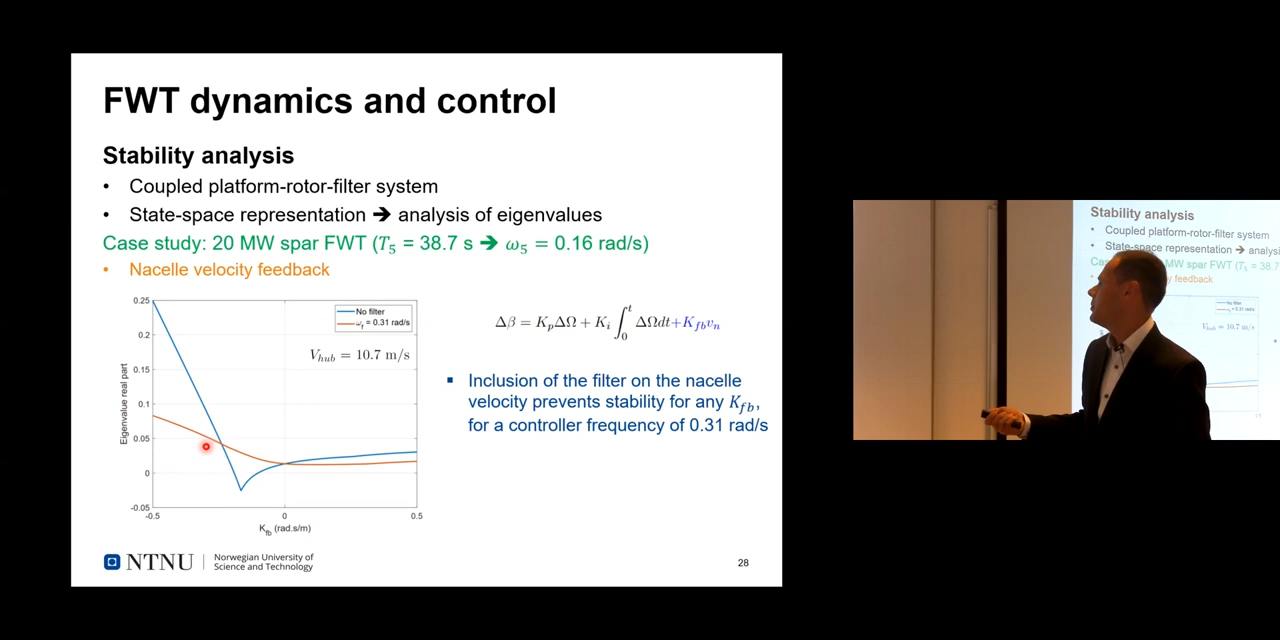 FWT dynamics and control
Stability analysis
• Coupled platform-rotor-filter system
• State-space representation ➔ analysis of eigenvalues
Case study: 20 MW spar FWT (T₅ = 38.7 s ➔ ω₅ = 0.16 rad/s)
• Nacelle velocity feedback
0.25
0.2
0.15
0.1
0.05
0
-0.05
-0.5
0
0.5
Eigenvalue real part
K_fb (rad.s/m)
No filter
ω_f = 0.31 rad/s
V_hub = 10.7 m/s
Δβ = K_pΔΩ + K_i ∫₀ᵗ ΔΩdt+K_fb v_n
▪ Inclusion of the filter on the nacelle
velocity prevents stability for any K_fb,
for a controller frequency of 0.31 rad/s
NTNU
Norwegian University of
Science and Technology
28
Stability analysis
• Coupled platform-rotor-filter system
• State-space representation ➔ analysi
MW spar FWT (T₅ = 38.7
feedback
No filter
V_hub = 10.7 m/s